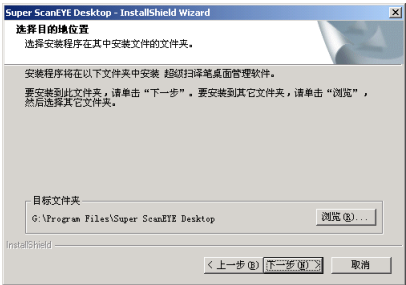 Super ScanEYE Desktop - InstallShield Wizard
选择目的地位置
选择安装程序在其中安装文件的文件夹。
安装程序将在以下文件夹中安装 超级扫译笔桌面管理软件。
要安装到此文件夹，请单击“下一步”。要安装到其它文件夹，请单击“浏览”，
然后选择其它文件夹。
目标文件夹
G:\Program Files\Super ScanEYE Desktop
浏览(R)...
InstallShield
< 上一步(B) 下一步(N) > 取消